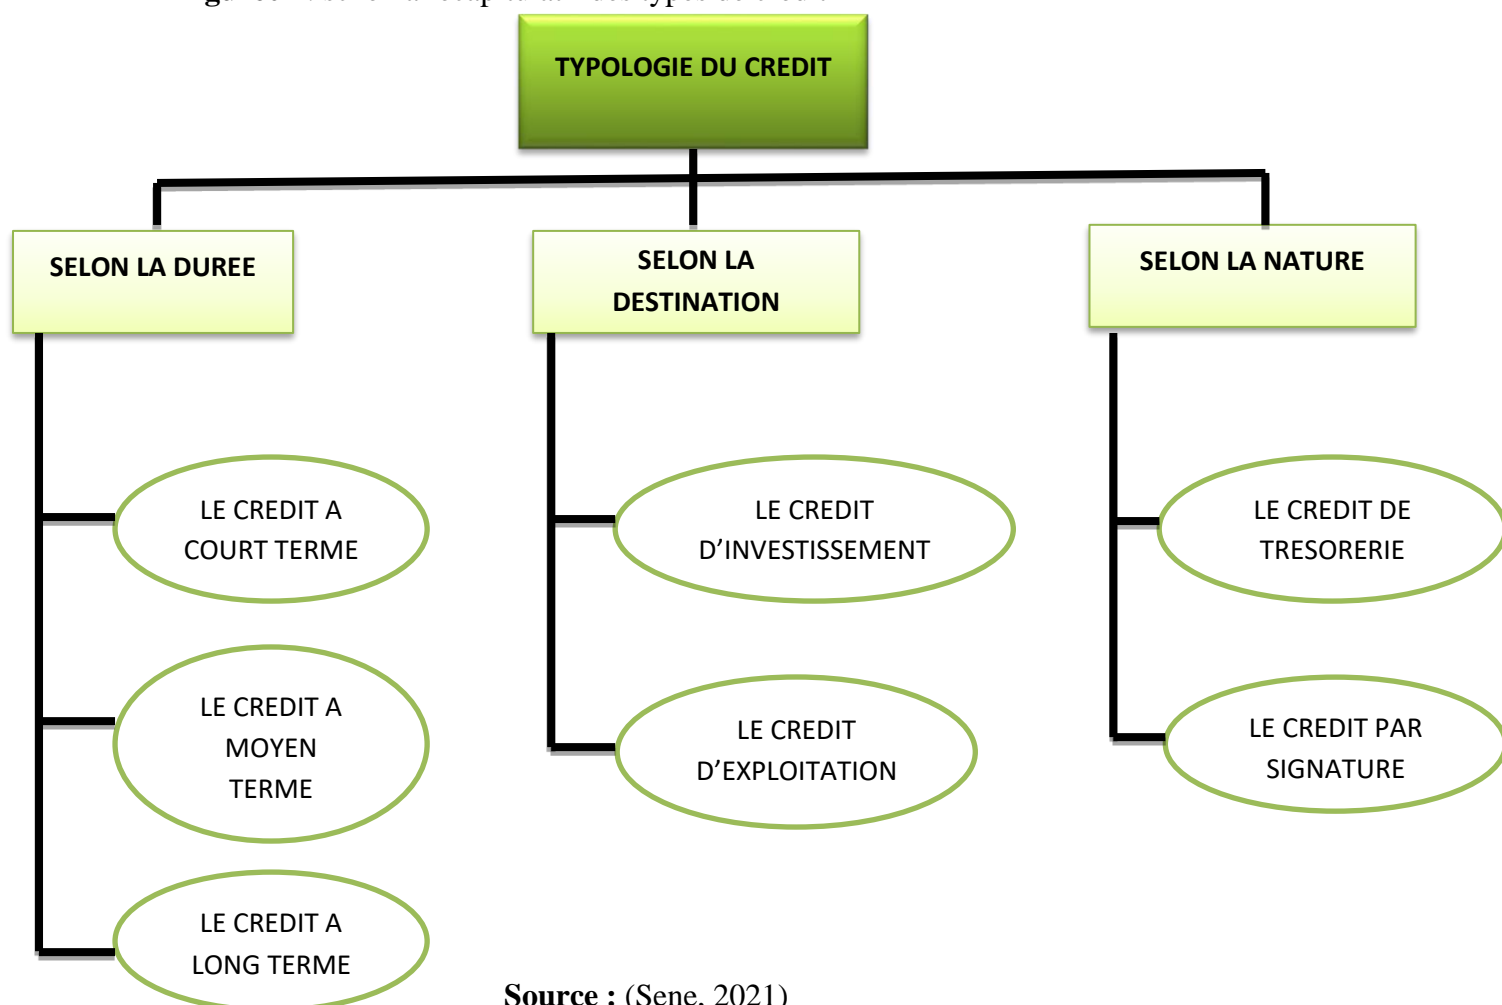 TYPOLOGIE DU CREDIT
SELON LA DUREE
SELON LA
DESTINATION
SELON LA NATURE
LE CREDIT A
COURT TERME
LE CREDIT
D’INVESTISSEMENT
LE CREDIT DE
TRESORERIE
LE CREDIT A
MOYEN
TERME
LE CREDIT
D’EXPLOITATION
LE CREDIT PAR
SIGNATURE
LE CREDIT A
LONG TERME
Source : (Sene, 2021)